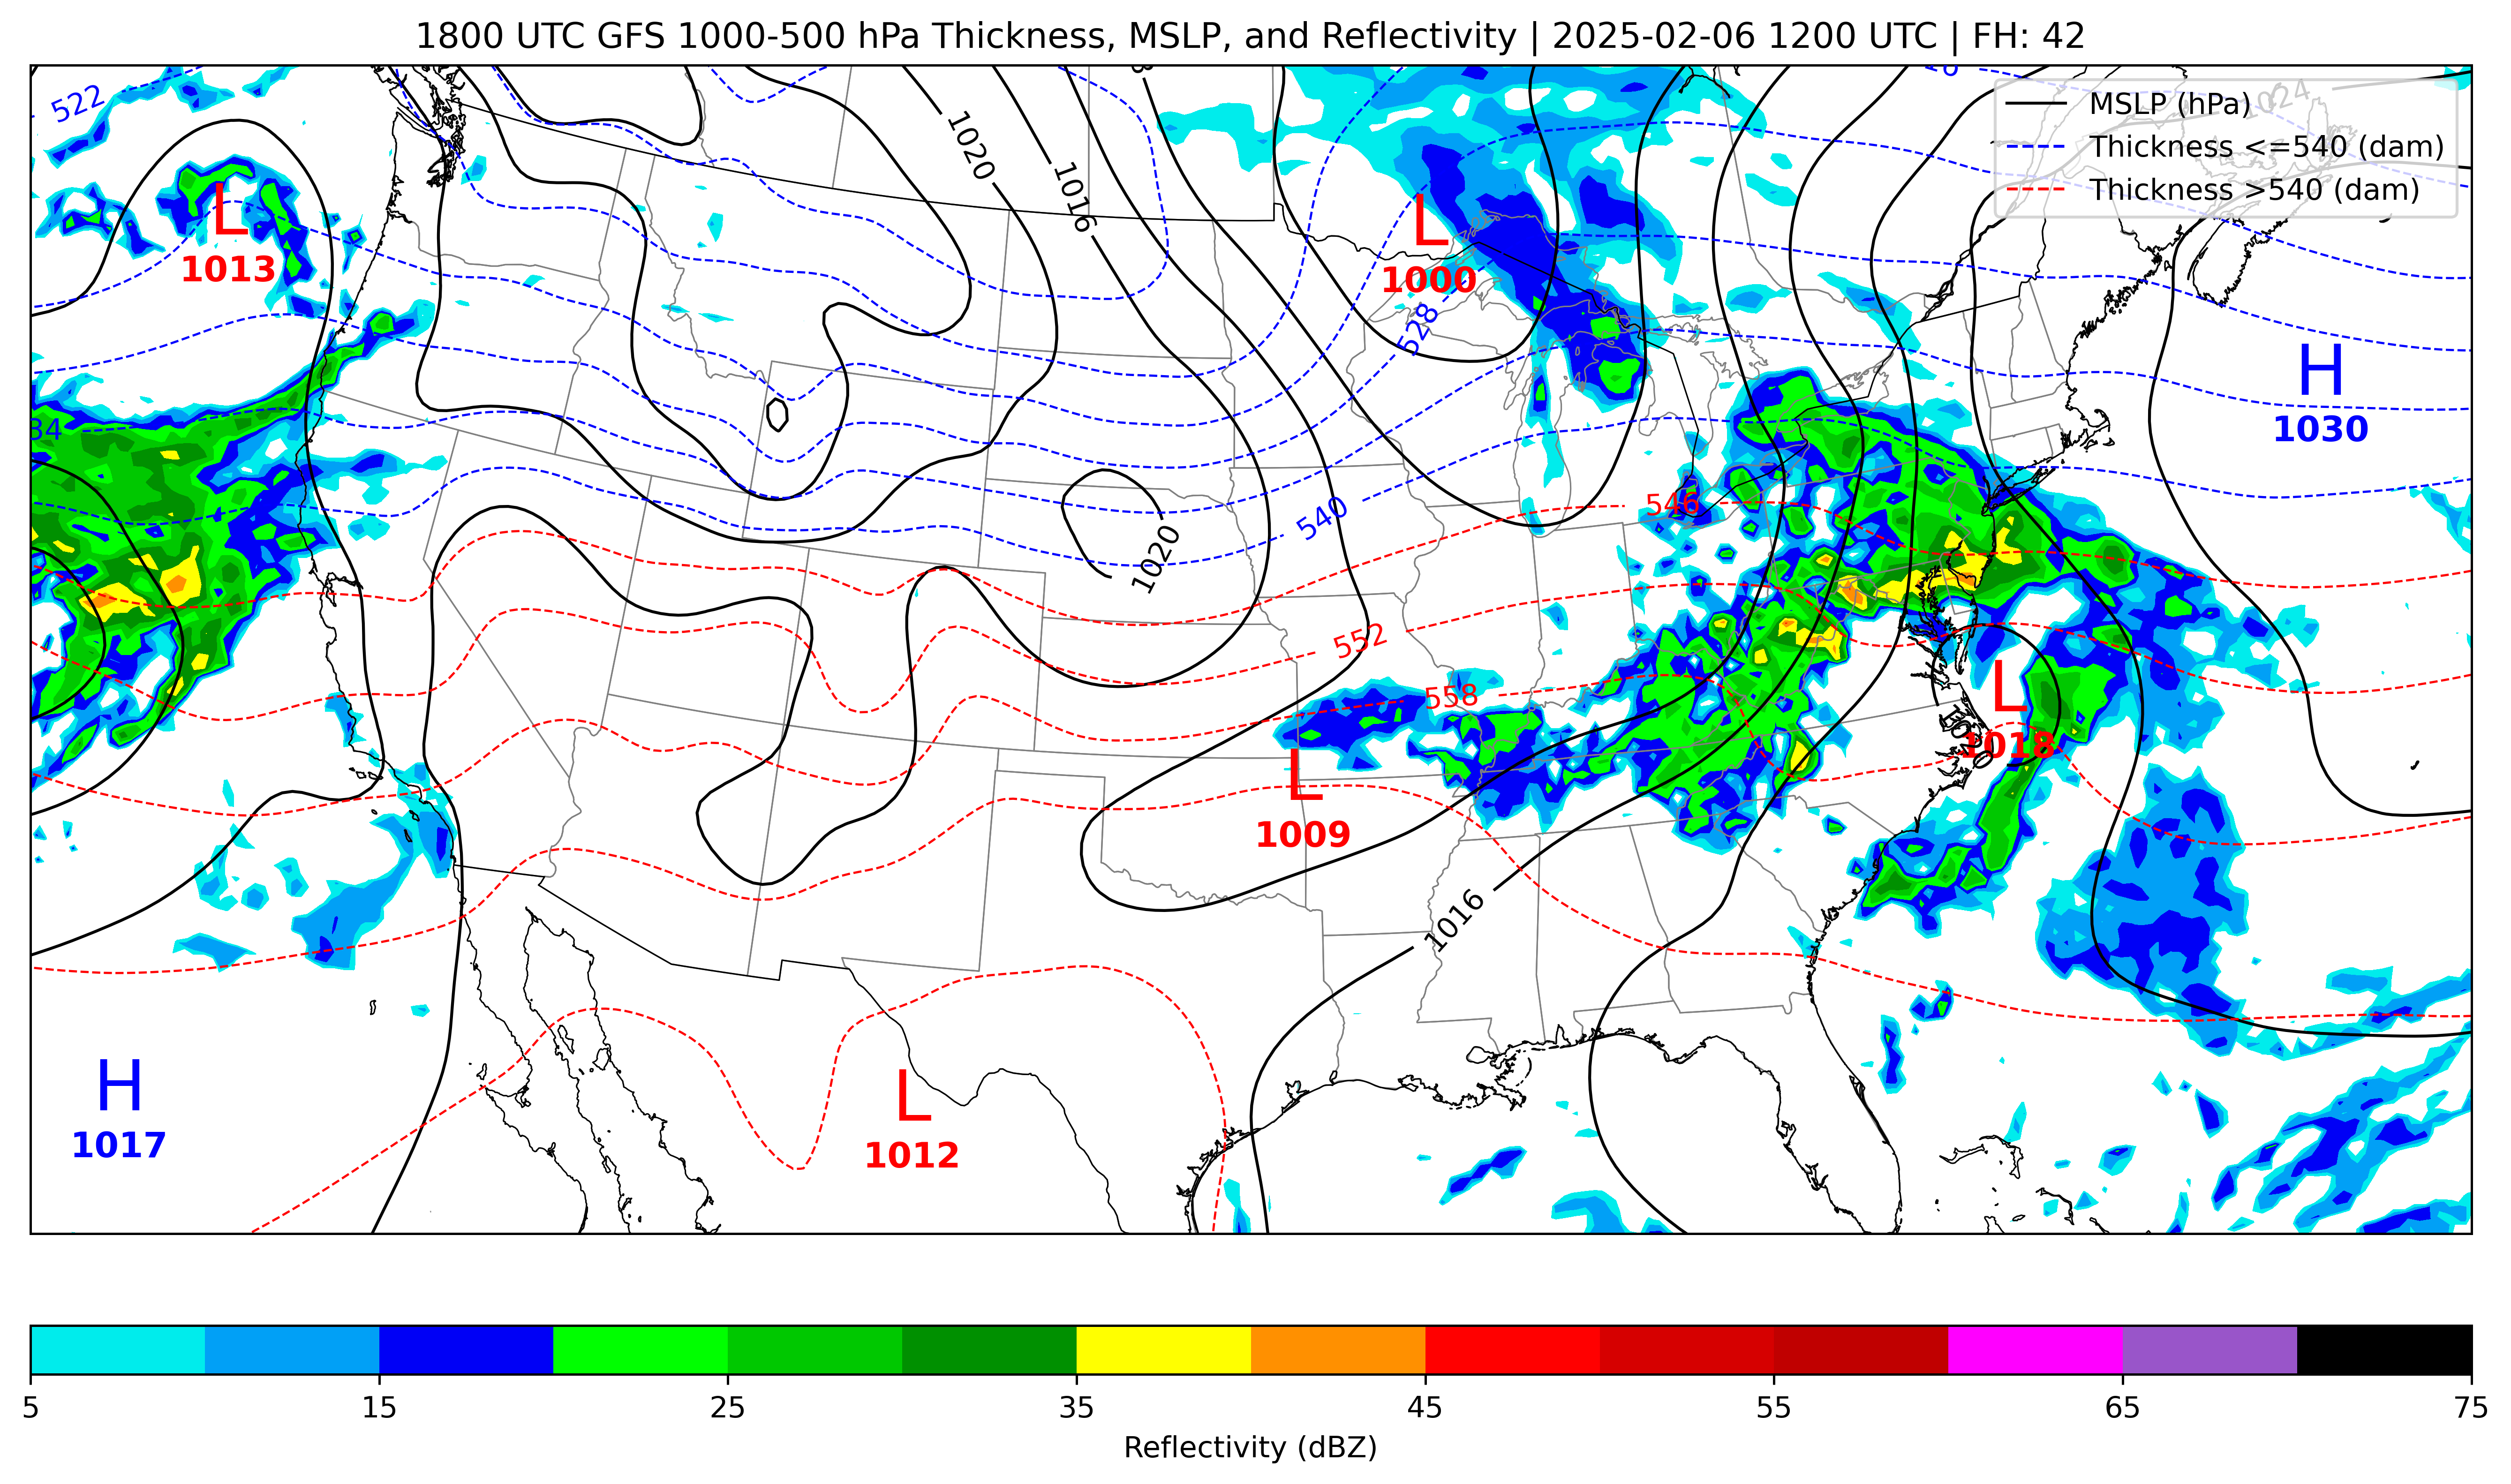 1800 UTC GFS 1000-500 hPa Thickness, MSLP, and Reflectivity | 2025-02-06 1200 UTC | FH: 42
MSLP (hPa)
Thickness <=540 (dam)
Thickness >540 (dam)
522
1020
1016
1024
L
1013
L
1000
528
H
1030
34
540
546
1020
552
558
L
1018
1020
L
1009
1016
H
1017
L
1012
5 15 25 35 45 55 65 75
Reflectivity (dBZ)